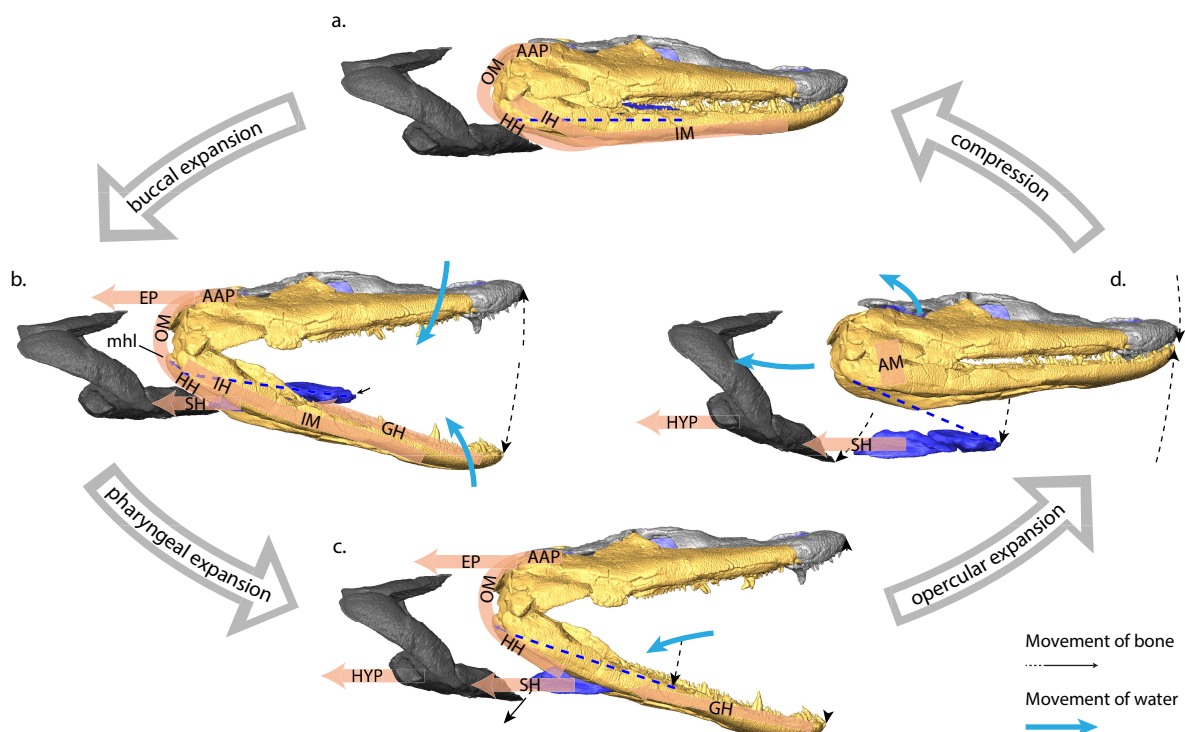 a.
AAP
OM
HH
IH
IM
buccal expansion
compression
b.
EP
AAP
OM
mhl
HH
IH
SH
IM
GH
d.
AM
HYP
SH
pharyngeal expansion
c.
EP
AAP
OM
HH
HYP
SH
GH
opercular expansion
Movement of bone
Movement of water